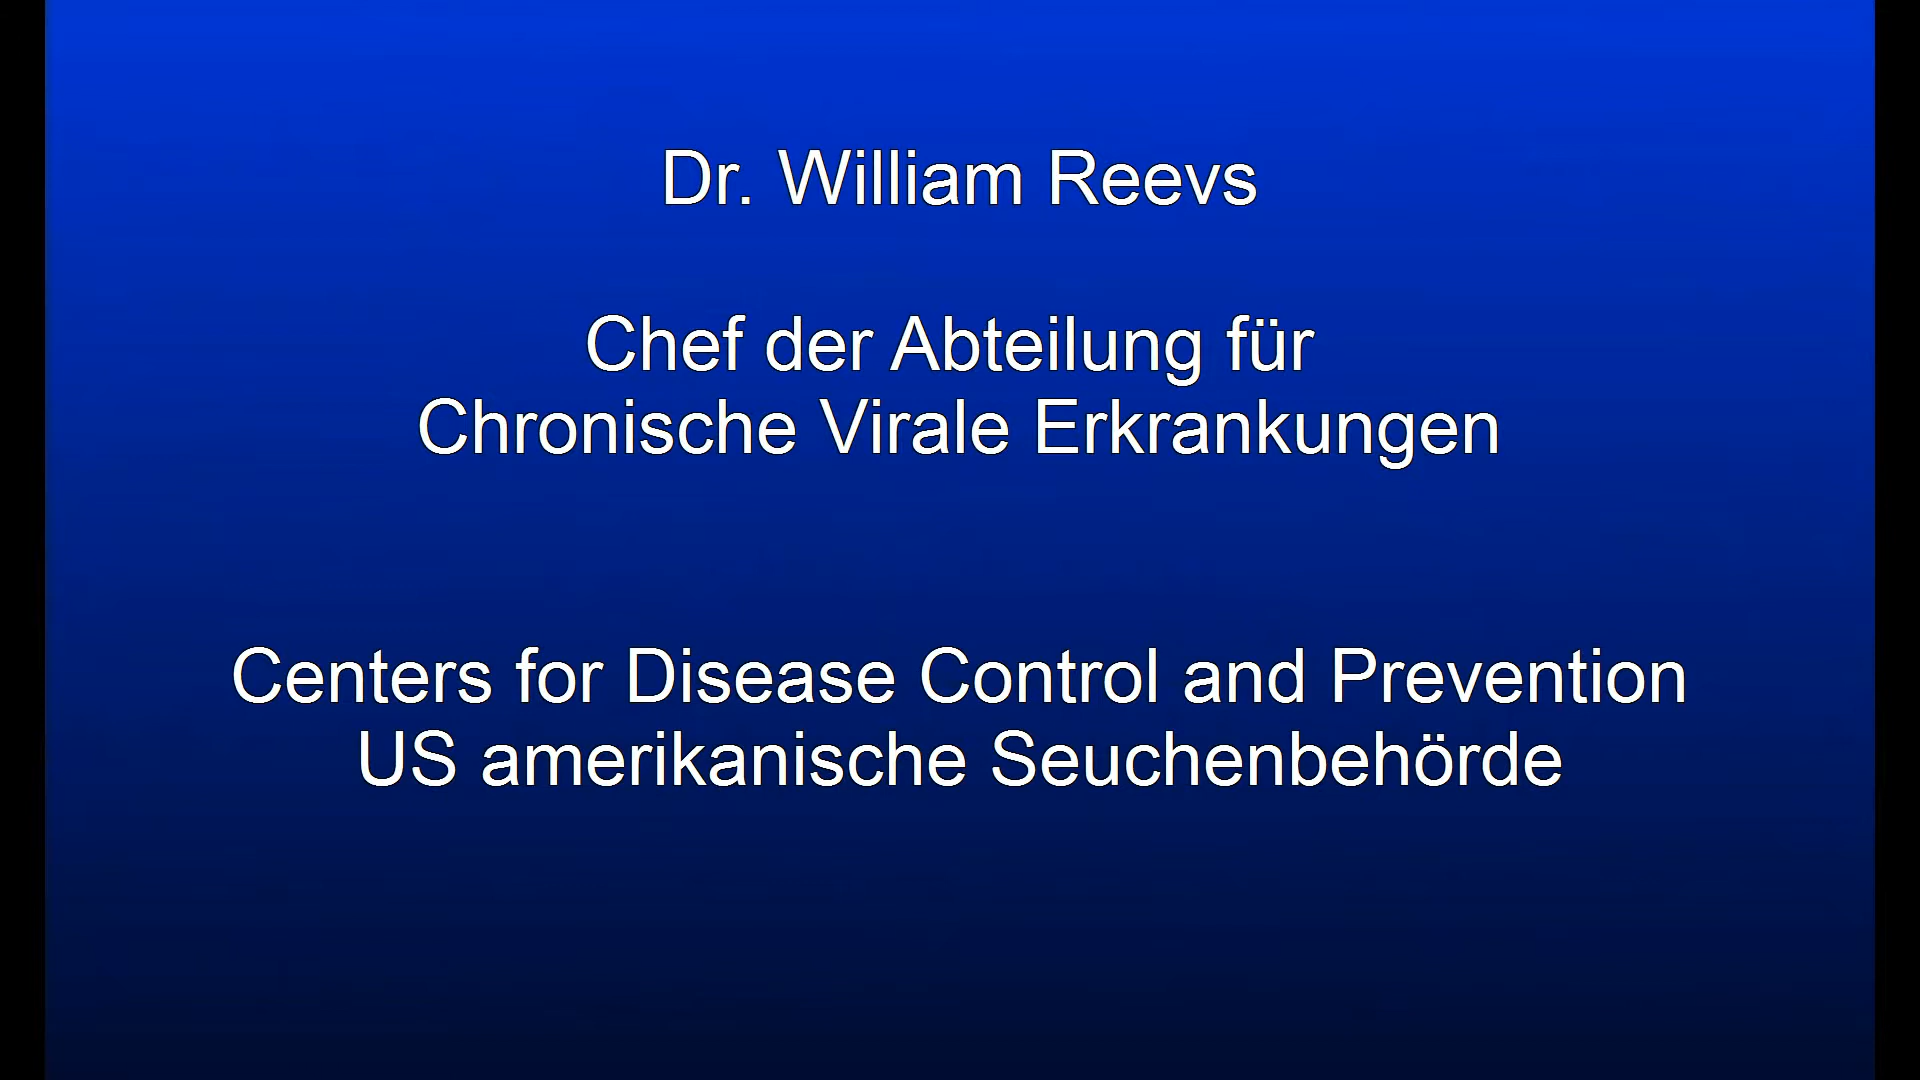 Dr. William Reevs
Chef der Abteilung für
Chronische Virale Erkrankungen
Centers for Disease Control and Prevention
US amerikanische Seuchenbehörde